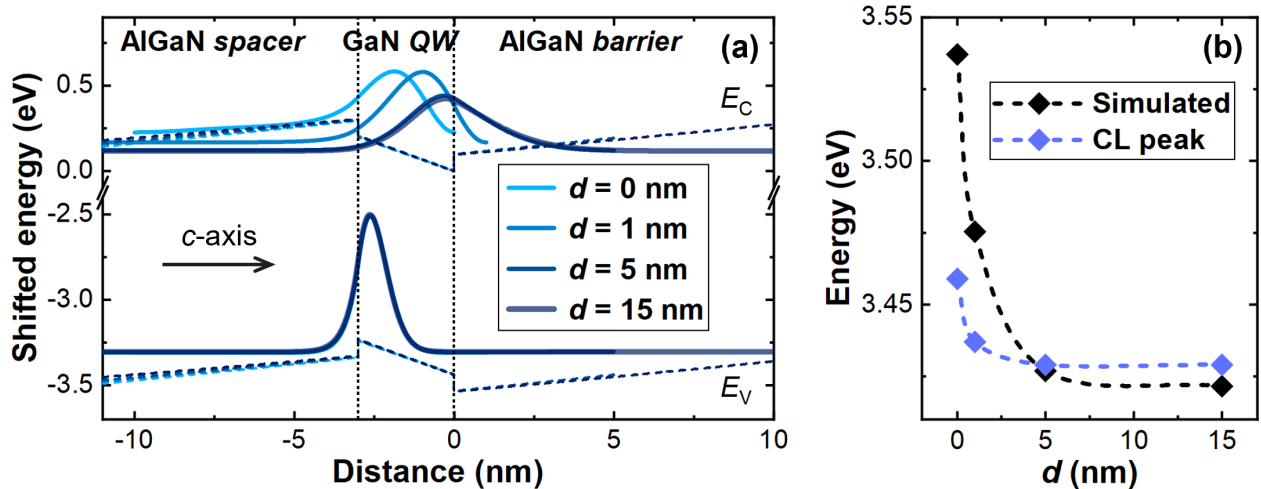 AlGaN spacer GaN QW AlGaN barrier (a)
Shifted energy (eV)
0.5
0.0
-2.5
-3.0
-3.5
E_C
E_V
c-axis
d = 0 nm
d = 1 nm
d = 5 nm
d = 15 nm
-10 -5 0 5 10
Distance (nm)
(b)
Energy (eV)
3.55
3.50
3.45
Simulated
CL peak
0 5 10 15
d (nm)